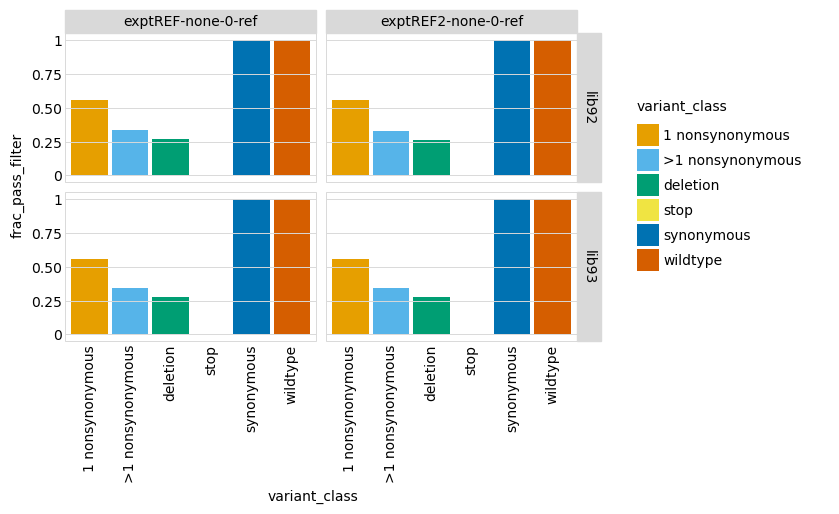 exptREF-none-0-ref
exptREF2-none-0-ref
1
0.75
0.50
0.25
0
lib92
1
0.75
0.50
0.25
0
lib93
frac_pass_filter
1 nonsynonymous
>1 nonsynonymous
deletion
stop
synonymous
wildtype
1 nonsynonymous
>1 nonsynonymous
deletion
stop
synonymous
wildtype
variant_class
variant_class
1 nonsynonymous
>1 nonsynonymous
deletion
stop
synonymous
wildtype